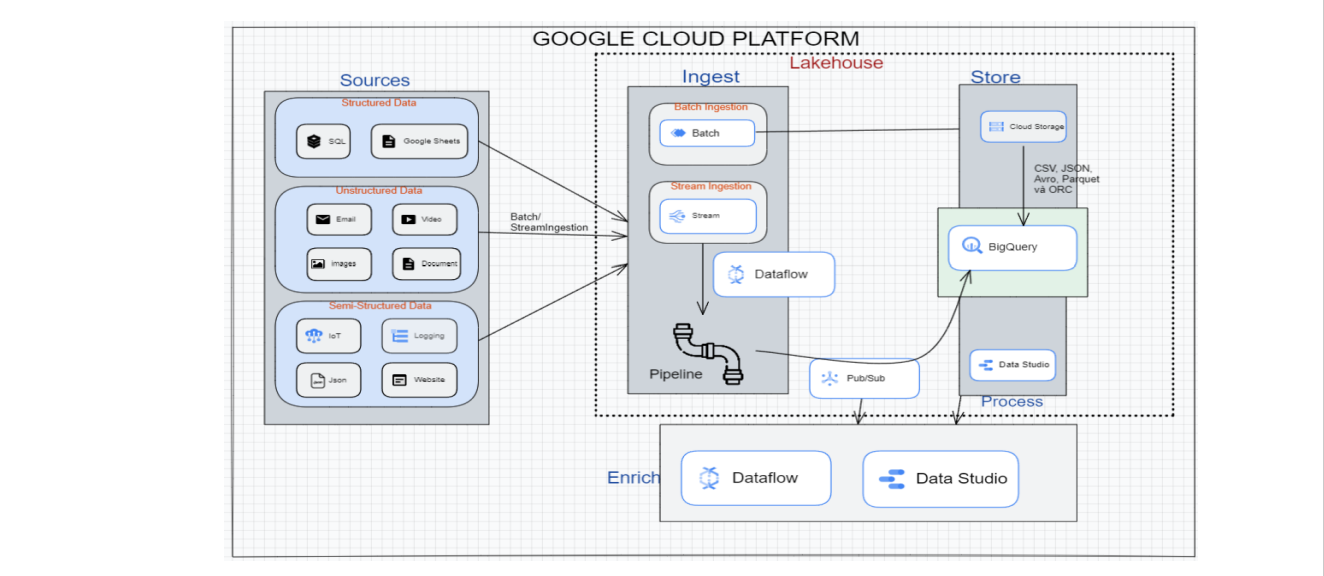 GOOGLE CLOUD PLATFORM
Lakehouse
Sources
Structured Data
SQL
Google Sheets
Unstructured Data
Email
Video
images
Document
Semi-Structured Data
IoT
Logging
Json
Website
Batch/
StreamIngestion
Ingest
Batch Ingestion
Batch
Stream Ingestion
Stream
Dataflow
Pipeline
Pub/Sub
Store
Cloud Storage
CSV, JSON,
Avro, Parquet
và ORC
BigQuery
Data Studio
Process
Enrich
Dataflow
Data Studio